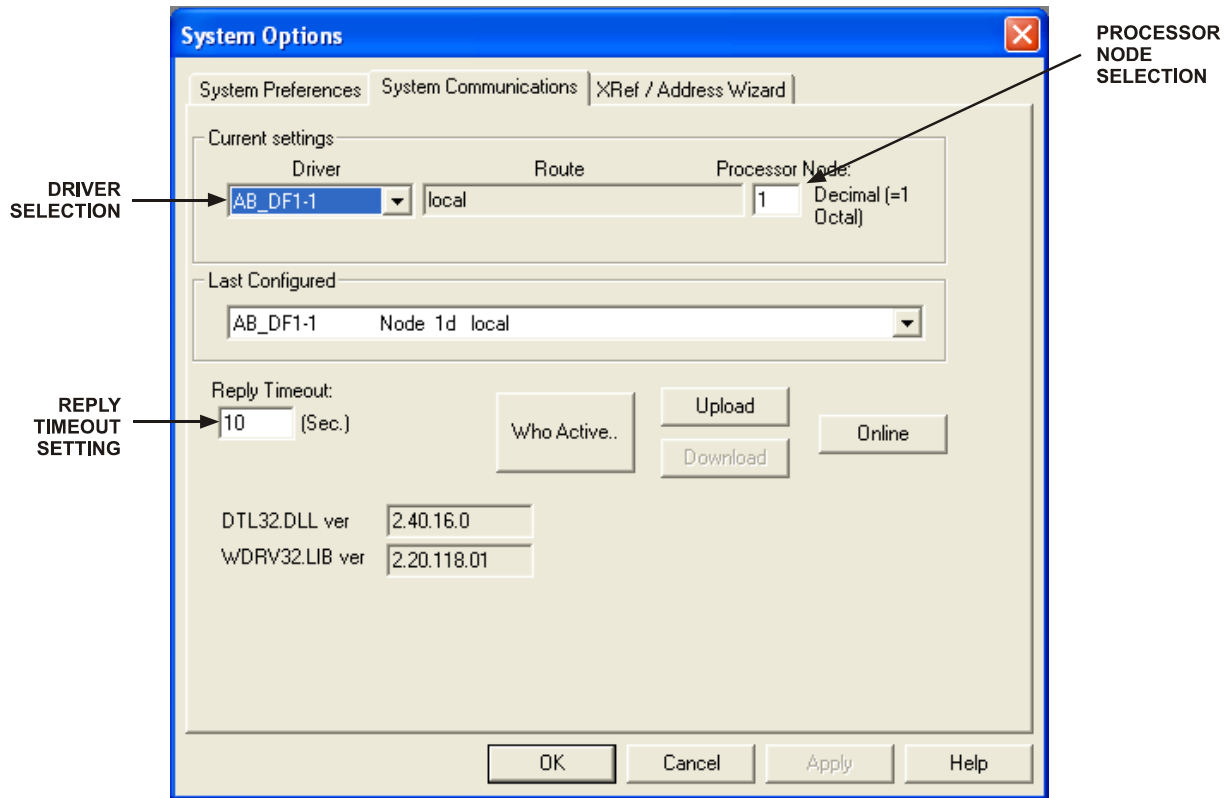 System Options
PROCESSOR
NODE
SELECTION
System Preferences
System Communications
XRef / Address Wizard
Current settings
Driver
Route
Processor Node:
DRIVER
SELECTION
AB_DF1-1
local
1
Decimal (=1
Octal)
Last Configured
AB_DF1-1 Node 1d local
Reply Timeout:
REPLY
TIMEOUT
SETTING
10
(Sec.)
Who Active..
Upload
Download
Online
DTL32.DLL ver
2.40.16.0
WDRV32.LIB ver
2.20.118.01
OK
Cancel
Apply
Help